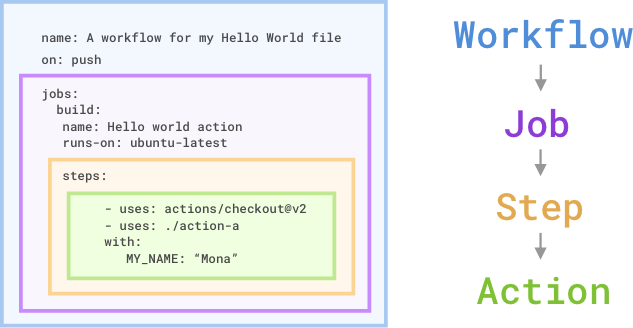 name: A workflow for my Hello World file
on: push
jobs:
build:
name: Hello world action
runs-on: ubuntu-latest
steps:
- uses: actions/checkout@v2
- uses: ./action-a
with:
MY_NAME: “Mona”
Workflow
Job
Step
Action